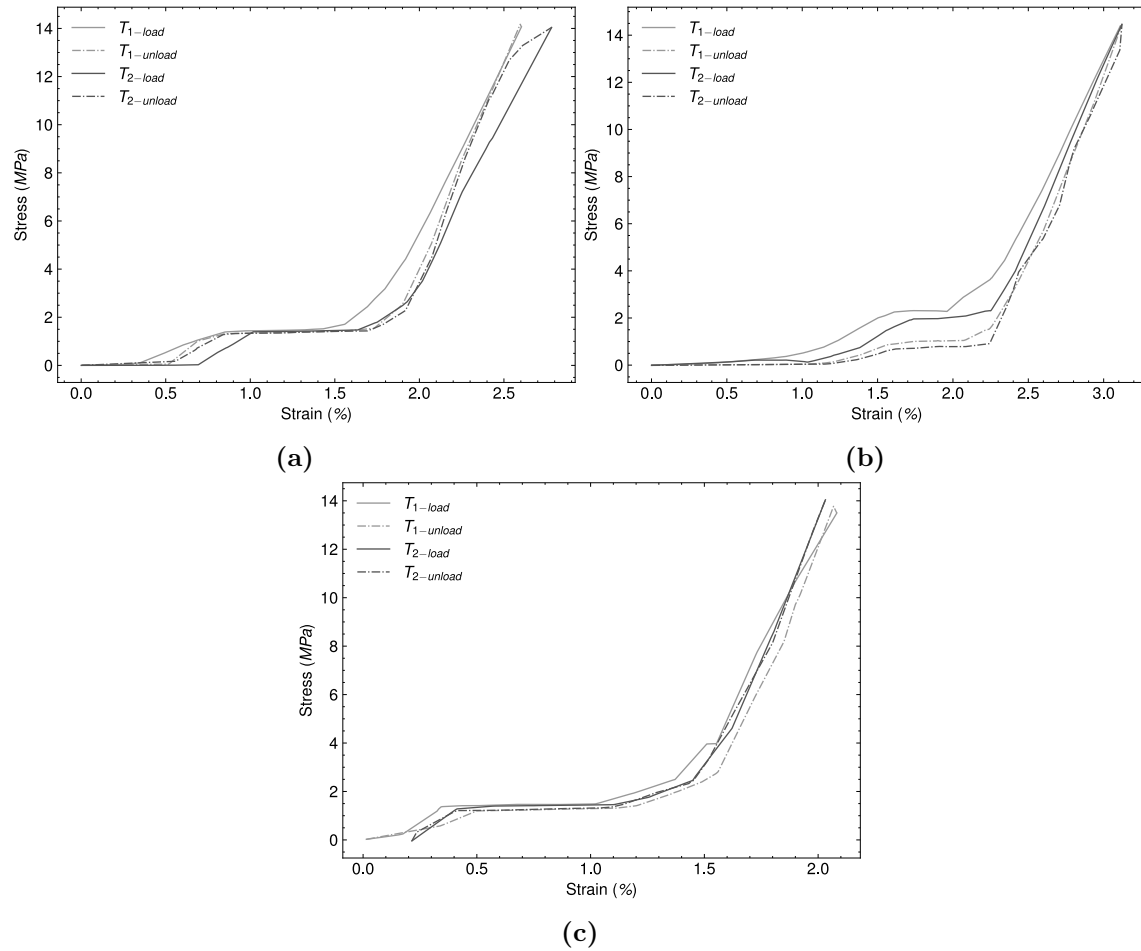 14
12
10
8
6
4
2
0
Stress (MPa)
T1−load
T1−unload
T2−load
T2−unload
0.0 0.5 1.0 1.5 2.0 2.5
Strain (%)
(a)
14
12
10
8
6
4
2
0
Stress (MPa)
T1−load
T1−unload
T2−load
T2−unload
0.0 0.5 1.0 1.5 2.0 2.5 3.0
Strain (%)
(b)
14
12
10
8
6
4
2
0
Stress (MPa)
T1−load
T1−unload
T2−load
T2−unload
0.0 0.5 1.0 1.5 2.0
Strain (%)
(c)